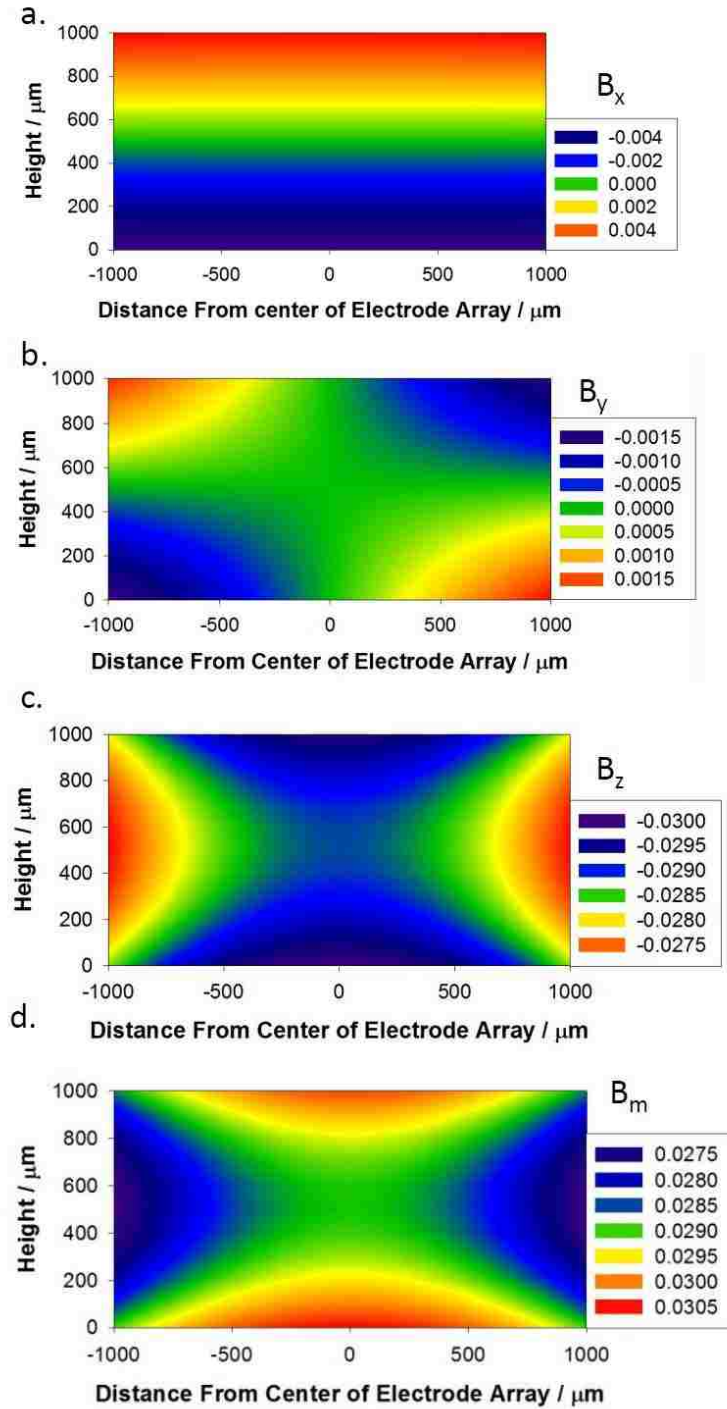 a.
1000
800
600
400
200
0
Height / μm
-1000 -500 0 500 1000
Distance From center of Electrode Array / μm
Bx
-0.004
-0.002
0.000
0.002
0.004
b.
1000
800
600
400
200
0
Height / μm
-1000 -500 0 500 1000
Distance From Center of Electrode Array / μm
By
-0.0015
-0.0010
-0.0005
0.0000
0.0005
0.0010
0.0015
c.
1000
800
600
400
200
0
Height / μm
-1000 -500 0 500 1000
Distance From Center of Electrode Array / μm
Bz
-0.0300
-0.0295
-0.0290
-0.0285
-0.0280
-0.0275
d.
1000
800
600
400
200
0
Height / μm
-1000 -500 0 500 1000
Distance From Center of Electrode Array / μm
Bm
0.0275
0.0280
0.0285
0.0290
0.0295
0.0300
0.0305